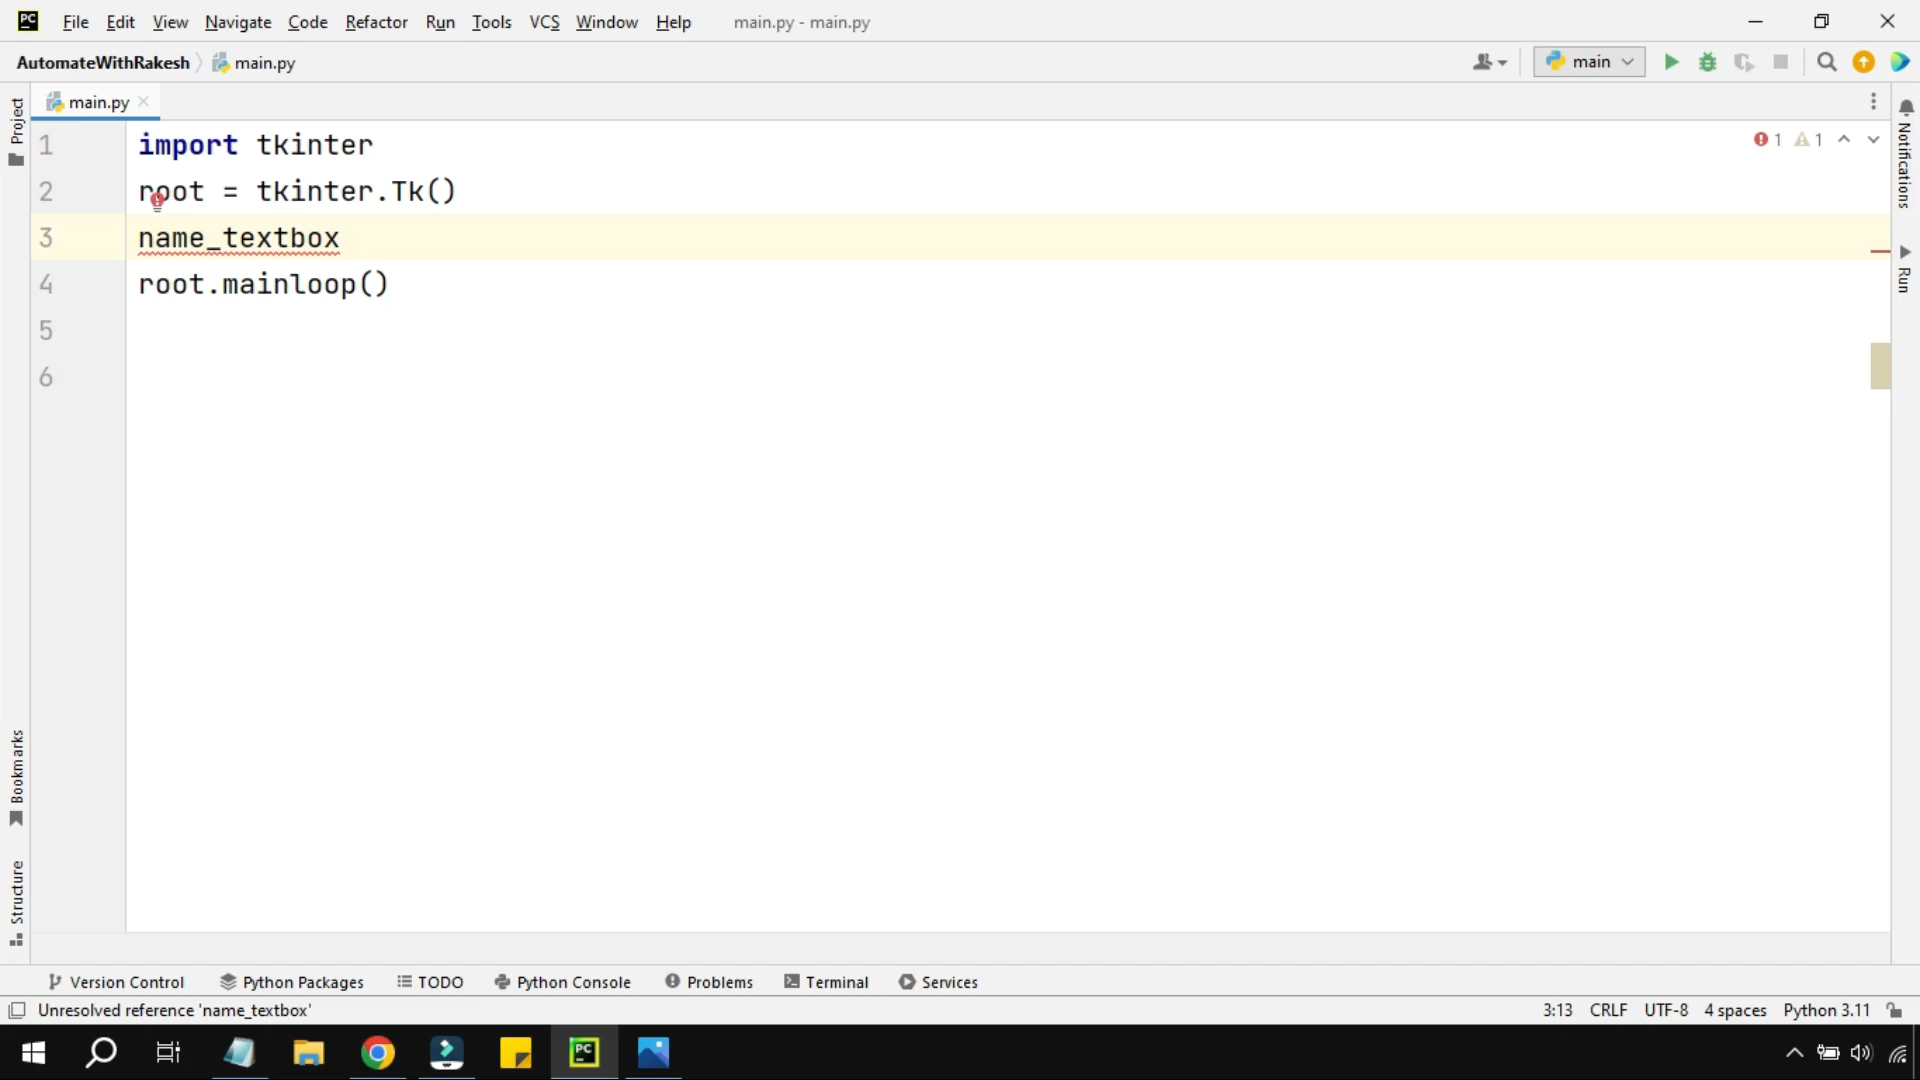 PC File Edit View Navigate Code Refactor Run Tools VCS Window Help main.py - main.py
AutomateWithRakesh main.py main
Project
main.py
1 import tkinter
1 1
2 root = tkinter.Tk()
3 name_textbox
4 root.mainloop()
5
6
Notifications
Run
Bookmarks
Structure
Version Control Python Packages TODO Python Console Problems Terminal Services
Unresolved reference 'name_textbox' 3:13 CRLF UTF-8 4 spaces Python 3.11
PC